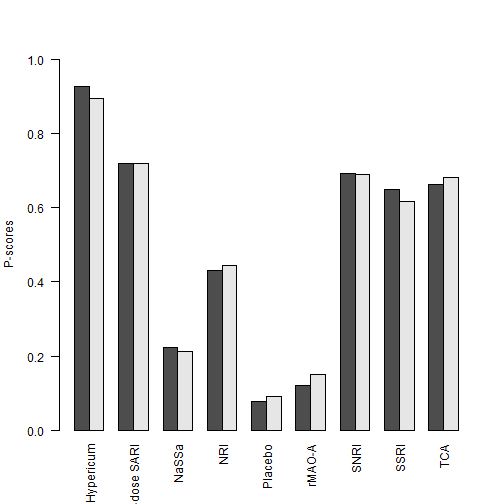 P-scores
1.0
0.8
0.6
0.4
0.2
0.0
Hypericum
dose SARI
NaSSa
NRI
Placebo
rMAO-A
SNRI
SSRI
TCA